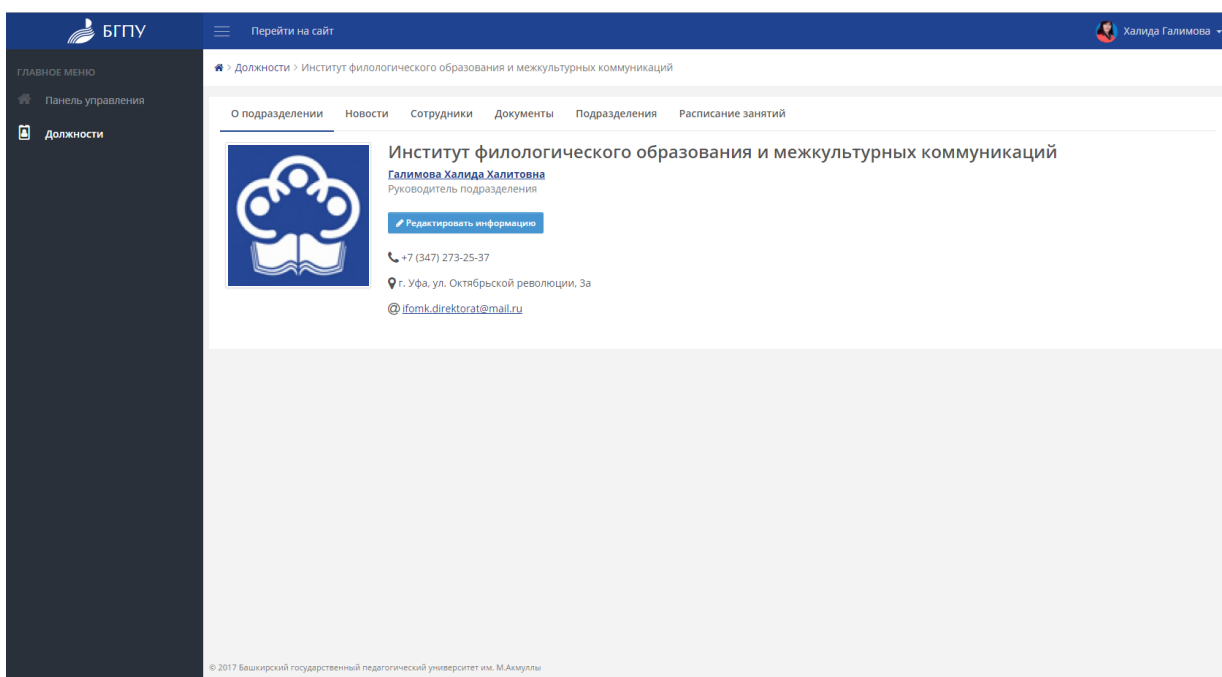 БГПУ
Перейти на сайт
Халида Галимова
ГЛАВНОЕ МЕНЮ
Панель управления
Должности
> Должности > Институт филологического образования и межкультурных коммуникаций
О подразделении Новости Сотрудники Документы Подразделения Расписание занятий
Институт филологического образования и межкультурных коммуникаций
Галимова Халида Халитовна
Руководитель подразделения
Редактировать информацию
+7 (347) 273-25-37
г. Уфа, ул. Октябрьской революции, 3а
@ ifomk.direktorat@mail.ru
© 2017 Башкирский государственный педагогический университет им. М.Акмуллы